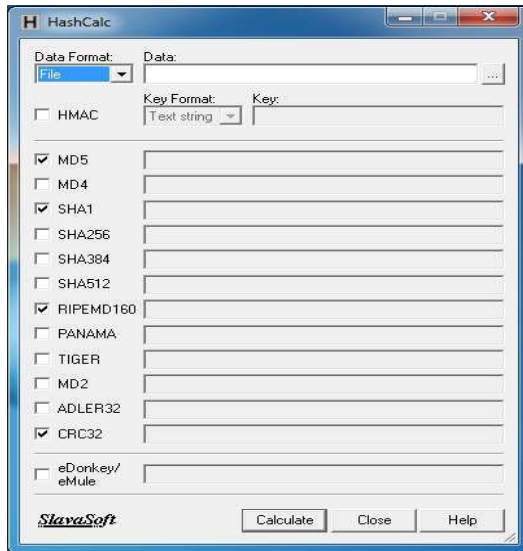 H HashCalc
Data Format: Data:
File ...
Key Format: Key:
HMAC Text string
MD5
MD4
SHA1
SHA256
SHA384
SHA512
RIPEMD160
PANAMA
TIGER
MD2
ADLER32
CRC32
eDonkey/
eMule
SlavaSoft Calculate Close Help